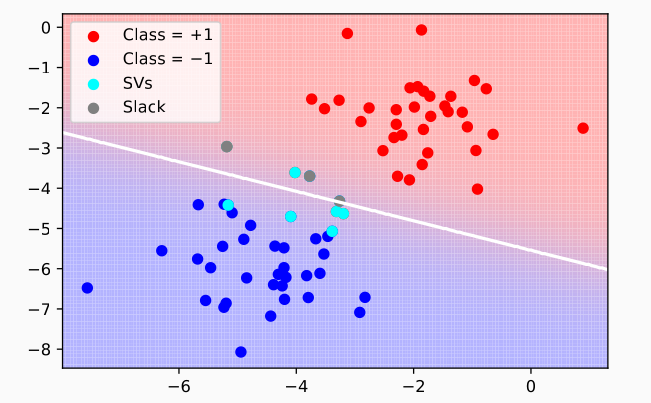 0
−1
−2
−3
−4
−5
−6
−7
−8
Class = +1
Class = −1
SVs
Slack
−6 −4 −2 0